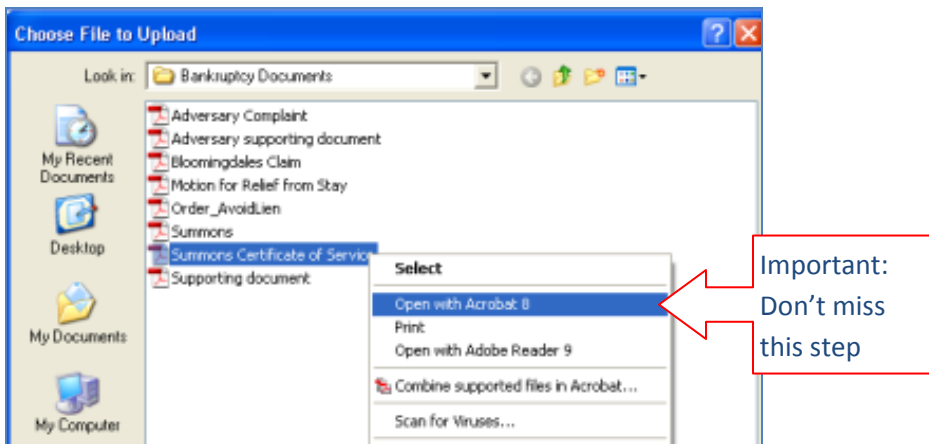 Choose File to Upload
Look in: Bankruptcy Documents
My Recent
Documents
Desktop
My Documents
My Computer
Adversary Complaint
Adversary supporting document
Bloomingdales Claim
Motion for Relief from Stay
Order_AvoidLien
Summons
Summons Certificate of Service
Supporting document
Select
Open with Acrobat 8
Print
Open with Adobe Reader 9
Combine supported files in Acrobat...
Scan for Viruses...
Important:
Don’t miss
this step